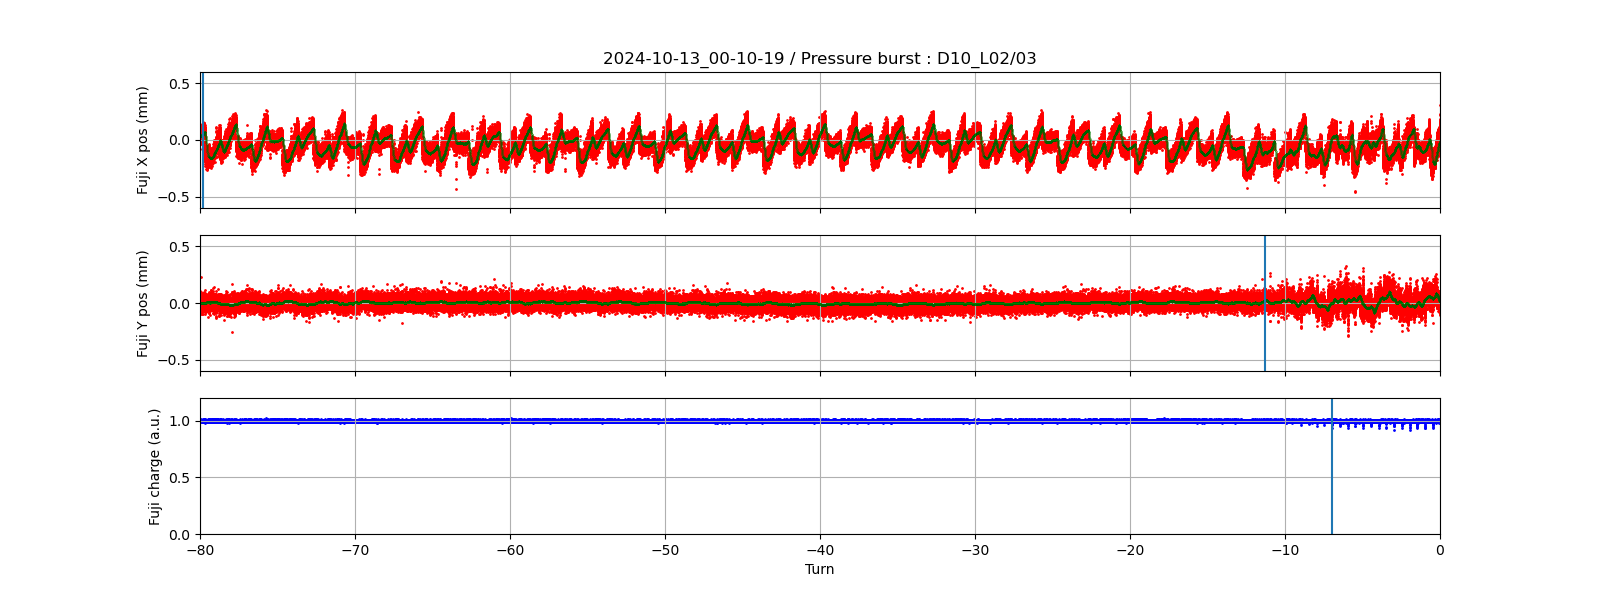 2024-10-13_00-10-19 / Pressure burst : D10_L02/03
0.5
0.0
−0.5
Fuji X pos (mm)
0.5
0.0
−0.5
Fuji Y pos (mm)
1.0
0.5
0.0
Fuji charge (a.u.)
−80 −70 −60 −50 −40 −30 −20 −10 0
Turn